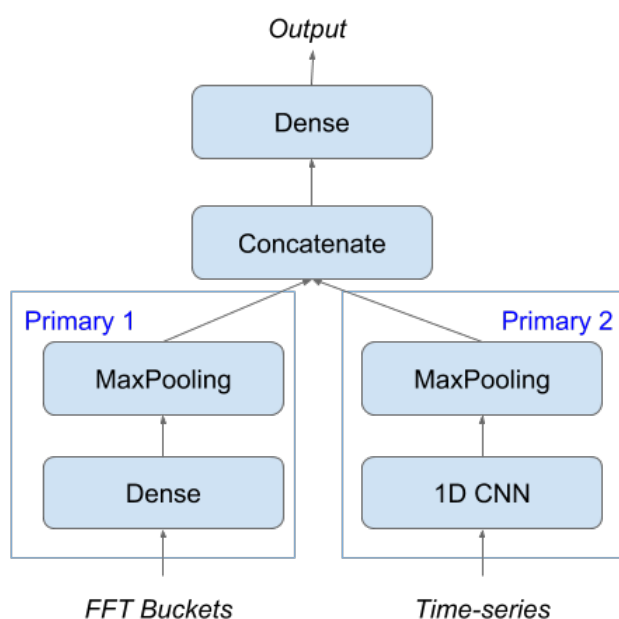 Output
Dense
Concatenate
Primary 1
Primary 2
MaxPooling
MaxPooling
Dense
1D CNN
FFT Buckets
Time-series